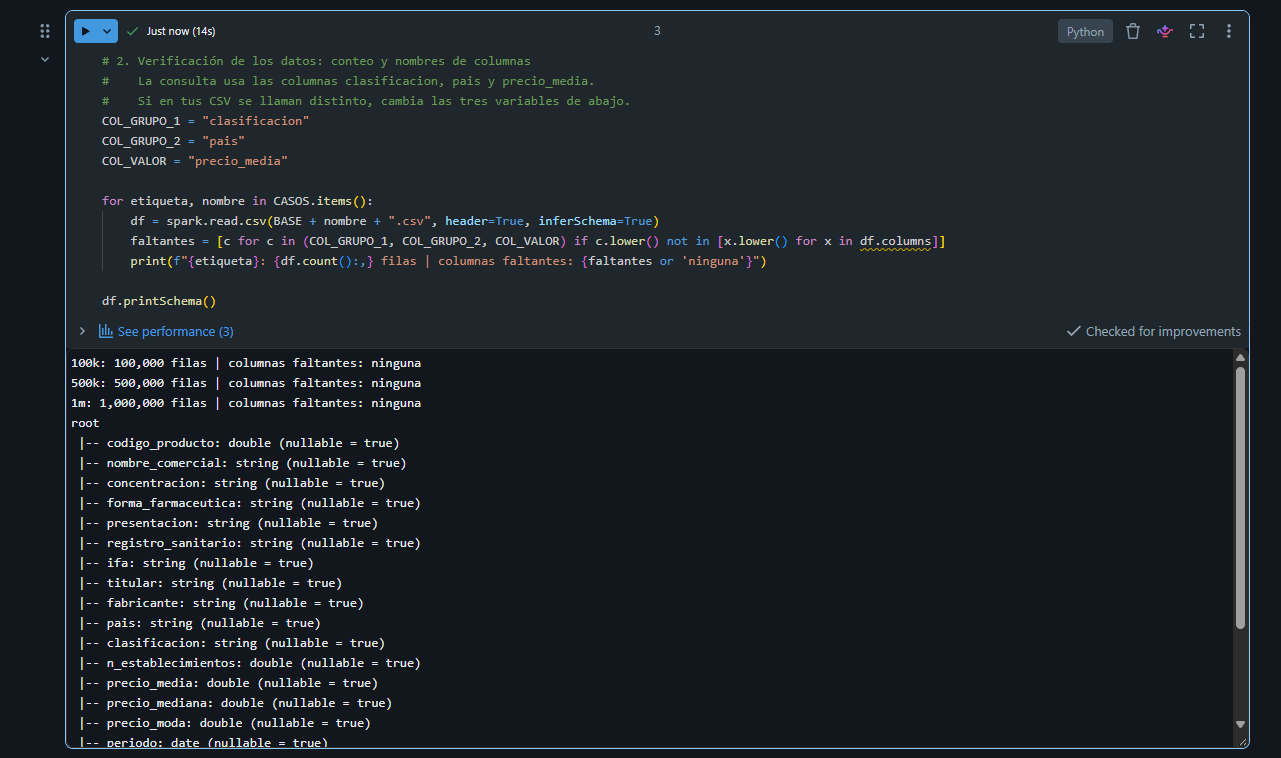 Just now (14s)
3
Python
# 2. Verificación de los datos: conteo y nombres de columnas
#    La consulta usa las columnas clasificacion, pais y precio_media.
#    Si en tus CSV se llaman distinto, cambia las tres variables de abajo.
COL_GRUPO_1 = "clasificacion"
COL_GRUPO_2 = "pais"
COL_VALOR = "precio_media"
for etiqueta, nombre in CASOS.items():
    df = spark.read.csv(BASE + nombre + ".csv", header=True, inferSchema=True)
    faltantes = [c for c in (COL_GRUPO_1, COL_GRUPO_2, COL_VALOR) if c.lower() not in [x.lower() for x in df.columns]]
    print(f"{etiqueta}: {df.count():,} filas | columnas faltantes: {faltantes or 'ninguna'}")
df.printSchema()
See performance (3)
Checked for improvements
100k: 100,000 filas | columnas faltantes: ninguna
500k: 500,000 filas | columnas faltantes: ninguna
1m: 1,000,000 filas | columnas faltantes: ninguna
root
 |-- codigo_producto: double (nullable = true)
 |-- nombre_comercial: string (nullable = true)
 |-- concentracion: string (nullable = true)
 |-- forma_farmaceutica: string (nullable = true)
 |-- presentacion: string (nullable = true)
 |-- registro_sanitario: string (nullable = true)
 |-- ifa: string (nullable = true)
 |-- titular: string (nullable = true)
 |-- fabricante: string (nullable = true)
 |-- pais: string (nullable = true)
 |-- clasificacion: string (nullable = true)
 |-- n_establecimientos: double (nullable = true)
 |-- precio_media: double (nullable = true)
 |-- precio_mediana: double (nullable = true)
 |-- precio_moda: double (nullable = true)
 |-- periodo: date (nullable = true)